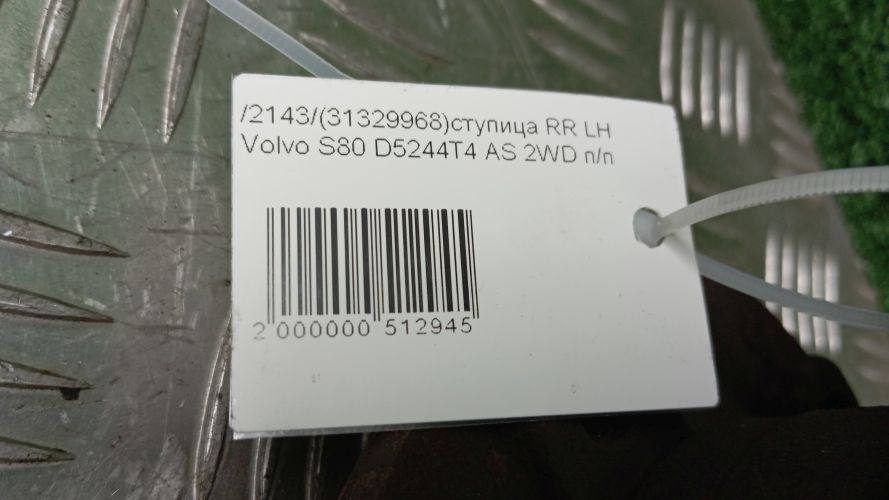 /2143/(31329968)ступица RR LH
Volvo S80 D5244T4 AS 2WD п/п
2 000000 512945